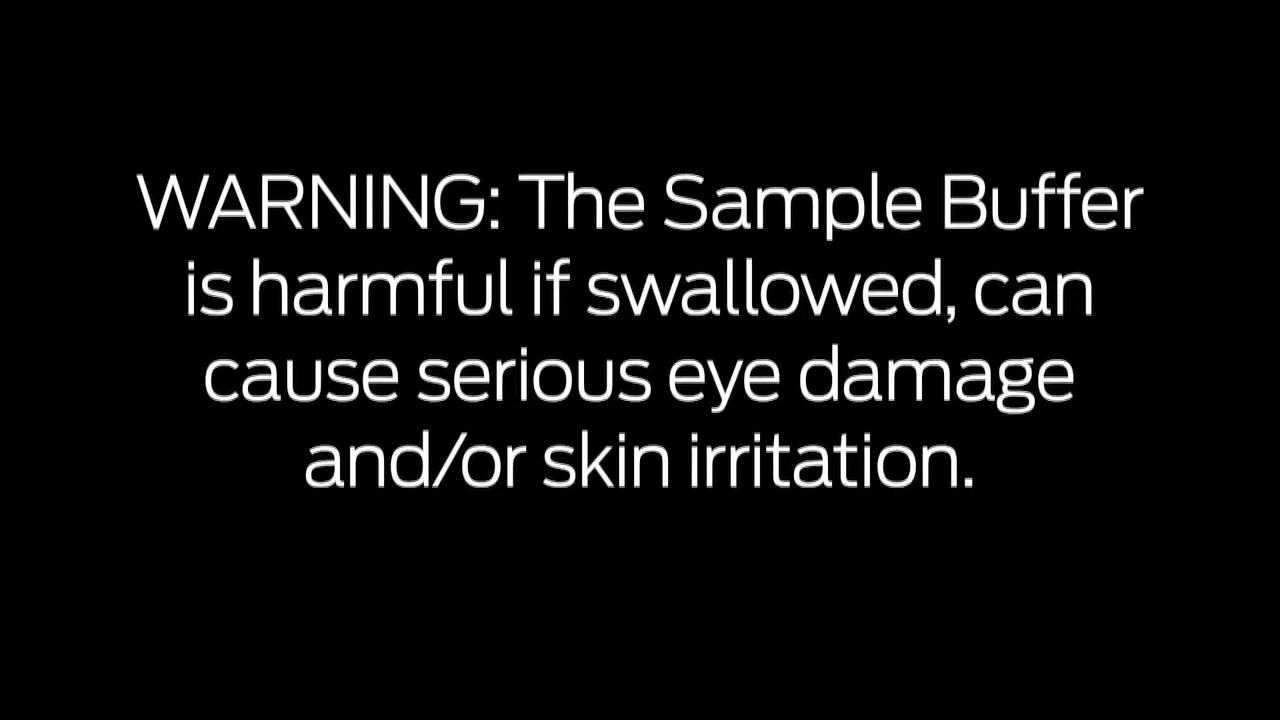 WARNING: The Sample Buffer
is harmful if swallowed, can
cause serious eye damage
and/or skin irritation.